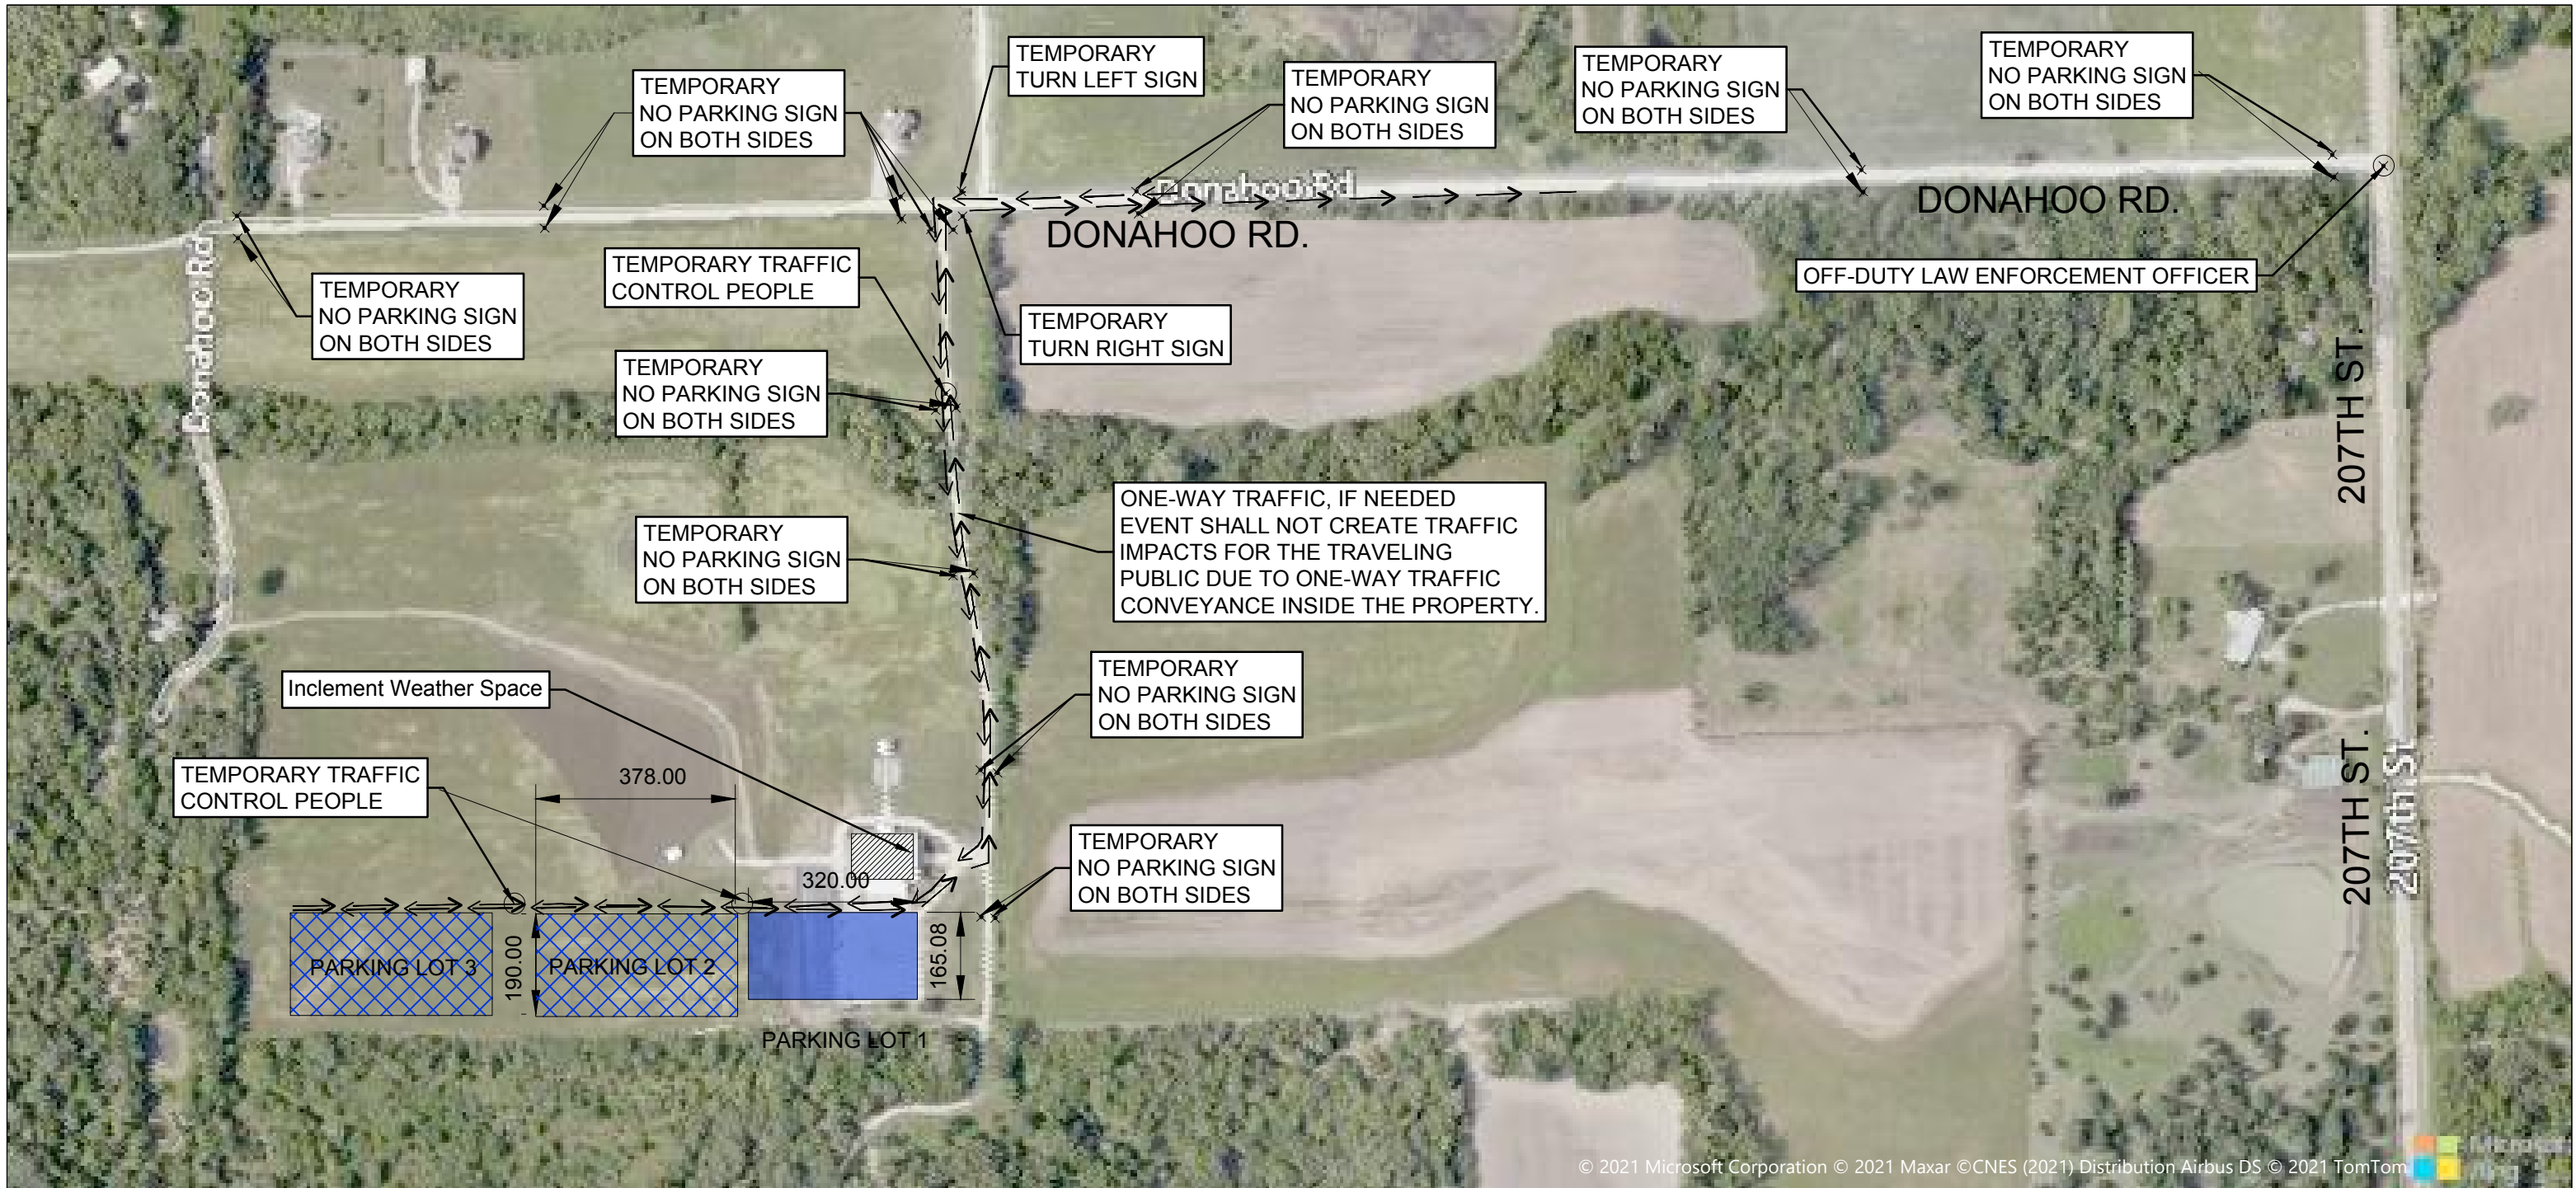 TEMPORARY
TURN LEFT SIGN
TEMPORARY
NO PARKING SIGN
ON BOTH SIDES
TEMPORARY
NO PARKING SIGN
ON BOTH SIDES
TEMPORARY
NO PARKING SIGN
ON BOTH SIDES
TEMPORARY
NO PARKING SIGN
ON BOTH SIDES
Donahoo Rd
DONAHOO RD.
DONAHOO RD.
Donahoo Rd
TEMPORARY
NO PARKING SIGN
ON BOTH SIDES
TEMPORARY TRAFFIC
CONTROL PEOPLE
TEMPORARY
TURN RIGHT SIGN
OFF-DUTY LAW ENFORCEMENT OFFICER
TEMPORARY
NO PARKING SIGN
ON BOTH SIDES
207TH ST.
ONE-WAY TRAFFIC, IF NEEDED
EVENT SHALL NOT CREATE TRAFFIC
IMPACTS FOR THE TRAVELING
PUBLIC DUE TO ONE-WAY TRAFFIC
CONVEYANCE INSIDE THE PROPERTY.
TEMPORARY
NO PARKING SIGN
ON BOTH SIDES
Inclement Weather Space
TEMPORARY
NO PARKING SIGN
ON BOTH SIDES
TEMPORARY TRAFFIC
CONTROL PEOPLE
378.00
320.00
TEMPORARY
NO PARKING SIGN
ON BOTH SIDES
207TH ST.
207th St
PARKING LOT 3
190.00
PARKING LOT 2
165.08
PARKING LOT 1
© 2021 Microsoft Corporation © 2021 Maxar ©CNES (2021) Distribution Airbus DS © 2021 TomTom